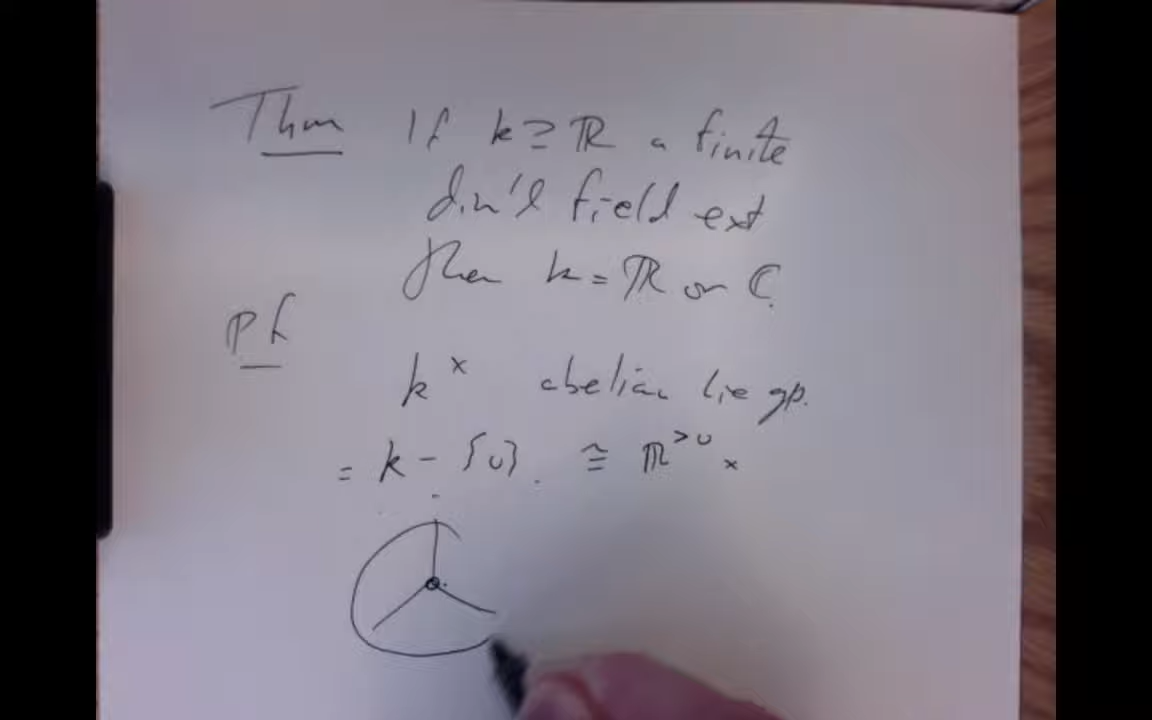 Thm If k ⊇ ℝ a finite
dim'l field ext
then k = ℝ or ℂ.
Pf
k^× abelian Lie gp.
= k - {0}. ≅ ℝ^{>0} ×